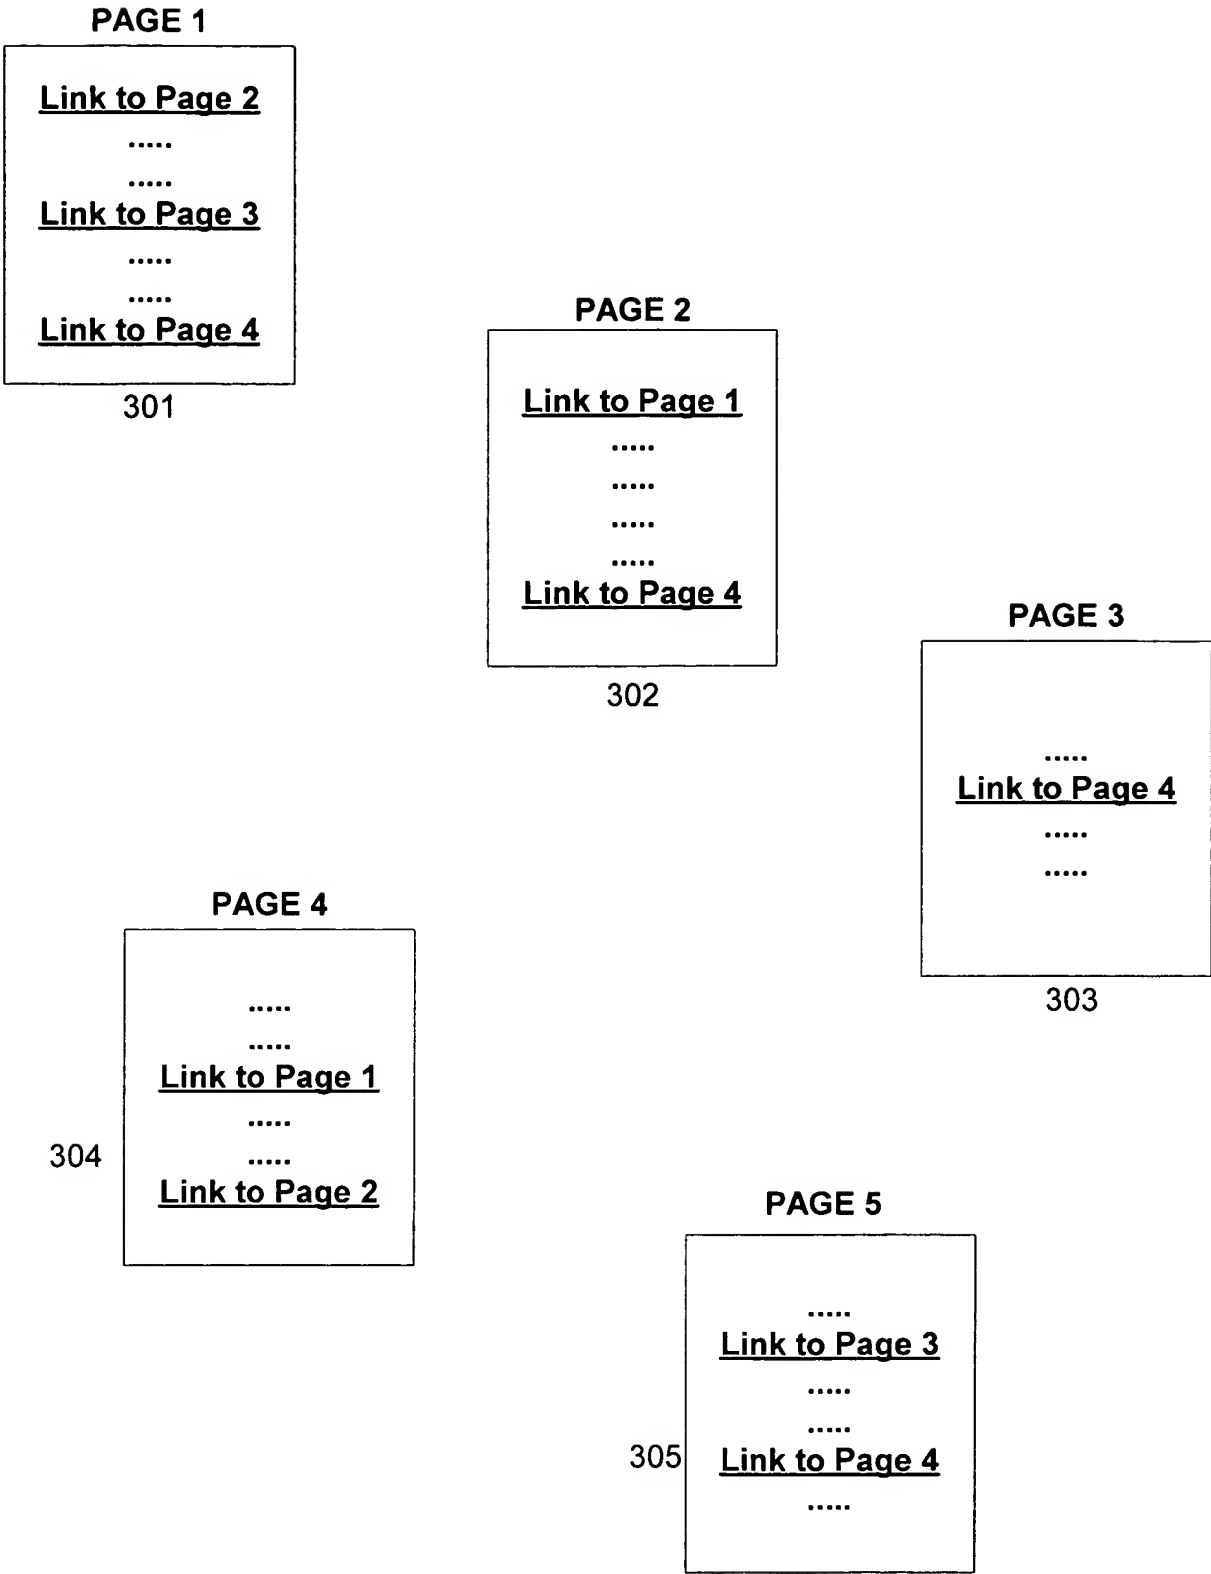 PAGE 1
Link to Page 2
.....
.....
Link to Page 3
.....
.....
Link to Page 4
301
PAGE 2
Link to Page 1
.....
.....
.....
.....
Link to Page 4
302
PAGE 3
.....
Link to Page 4
.....
.....
303
PAGE 4
.....
.....
Link to Page 1
.....
.....
Link to Page 2
304
PAGE 5
.....
Link to Page 3
.....
.....
Link to Page 4
.....
305